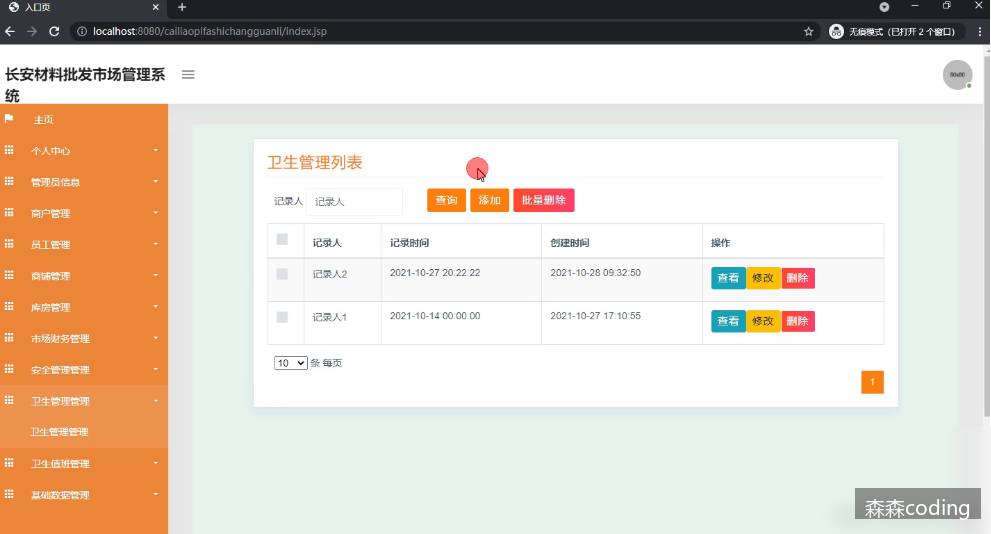 入口页
localhost:8080/cailiaopifashichangguanli/index.jsp
无痕模式（已打开 2 个窗口）
长安材料批发市场管理系
统
主页
个人中心
管理员信息
商户管理
员工管理
商铺管理
库房管理
市场财务管理
安全管理管理
卫生管理管理
卫生管理管理
卫生值班管理
基础数据管理
卫生管理列表
记录人 记录人 查询 添加 批量删除
记录人 记录时间 创建时间 操作
记录人2 2021-10-27 20:22:22 2021-10-28 09:32:50 查看 修改 删除
记录人1 2021-10-14 00:00:00 2021-10-27 17:10:55 查看 修改 删除
10 条 每页
1
森森coding